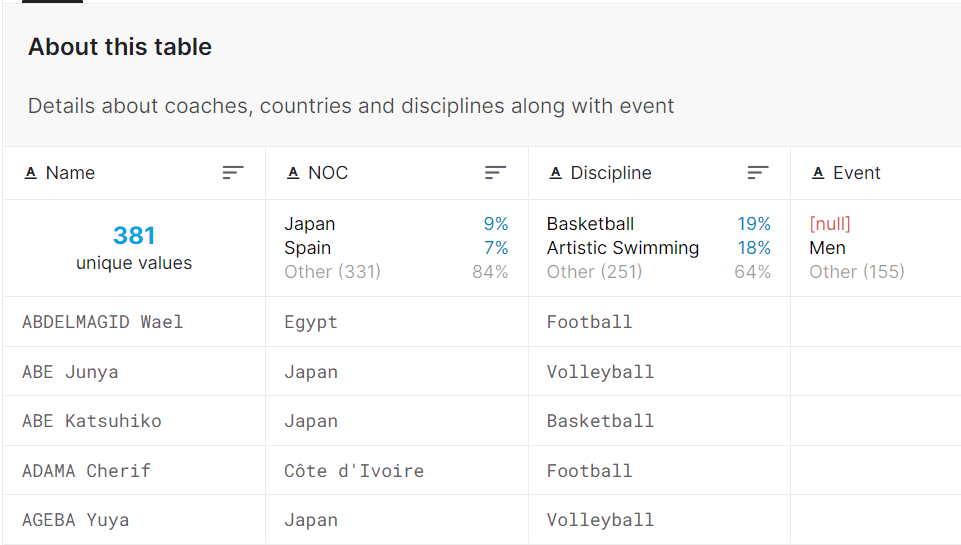 About this table
Details about coaches, countries and disciplines along with event
A Name A NOC A Discipline A Event
381
unique values
Japan 9%
Spain 7%
Other (331) 84%
Basketball 19%
Artistic Swimming 18%
Other (251) 64%
[null]
Men
Other (155)
ABDELMAGID Wael Egypt Football
ABE Junya Japan Volleyball
ABE Katsuhiko Japan Basketball
ADAMA Cherif Côte d'Ivoire Football
AGEBA Yuya Japan Volleyball